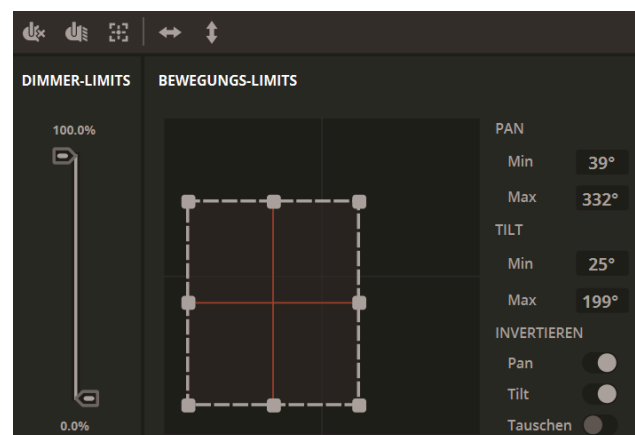 DIMMER-LIMITS
BEWEGUNGS-LIMITS
100.0%
0.0%
PAN
Min 39°
Max 332°
TILT
Min 25°
Max 199°
INVERTIEREN
Pan
Tilt
Tauschen